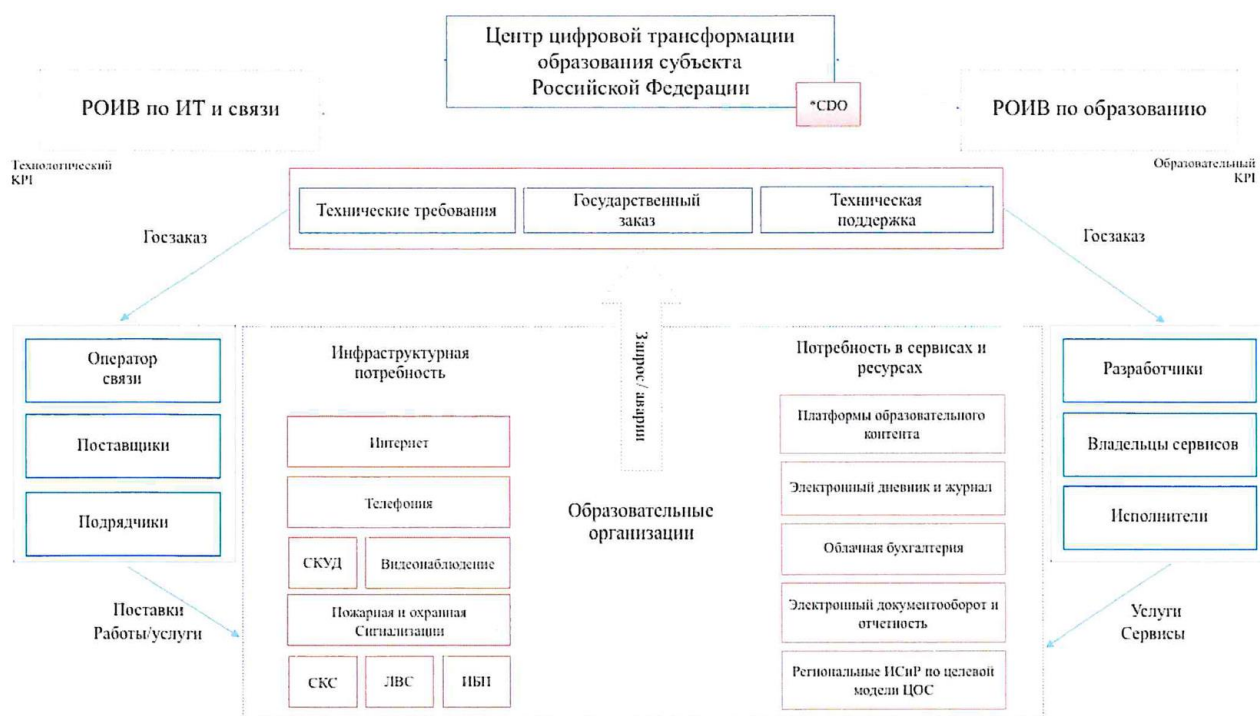 Центр цифровой трансформации
образования субъекта
Российской Федерации
*CDO
РОИВ по ИТ и связи
РОИВ по образованию
Технологический
KPI
Образовательный
KPI
Технические требования
Государственный
заказ
Техническая
поддержка
Госзаказ
Госзаказ
Оператор
связи
Поставщики
Подрядчики
Поставки
Работы/услуги
Инфраструктурная
потребность
Интернет
Телефония
СКУД
Видеонаблюдение
Пожарная и охранная
Сигнализации
СКС
ЛВС
ИБП
Запрос/ аварии
Образовательные
организации
Потребность в сервисах и
ресурсах
Платформы образовательного
контента
Электронный дневник и журнал
Облачная бухгалтерия
Электронный документооборот и
отчетность
Региональные ИСиР по целевой
модели ЦОС
Разработчики
Владельцы сервисов
Исполнители
Услуги
Сервисы